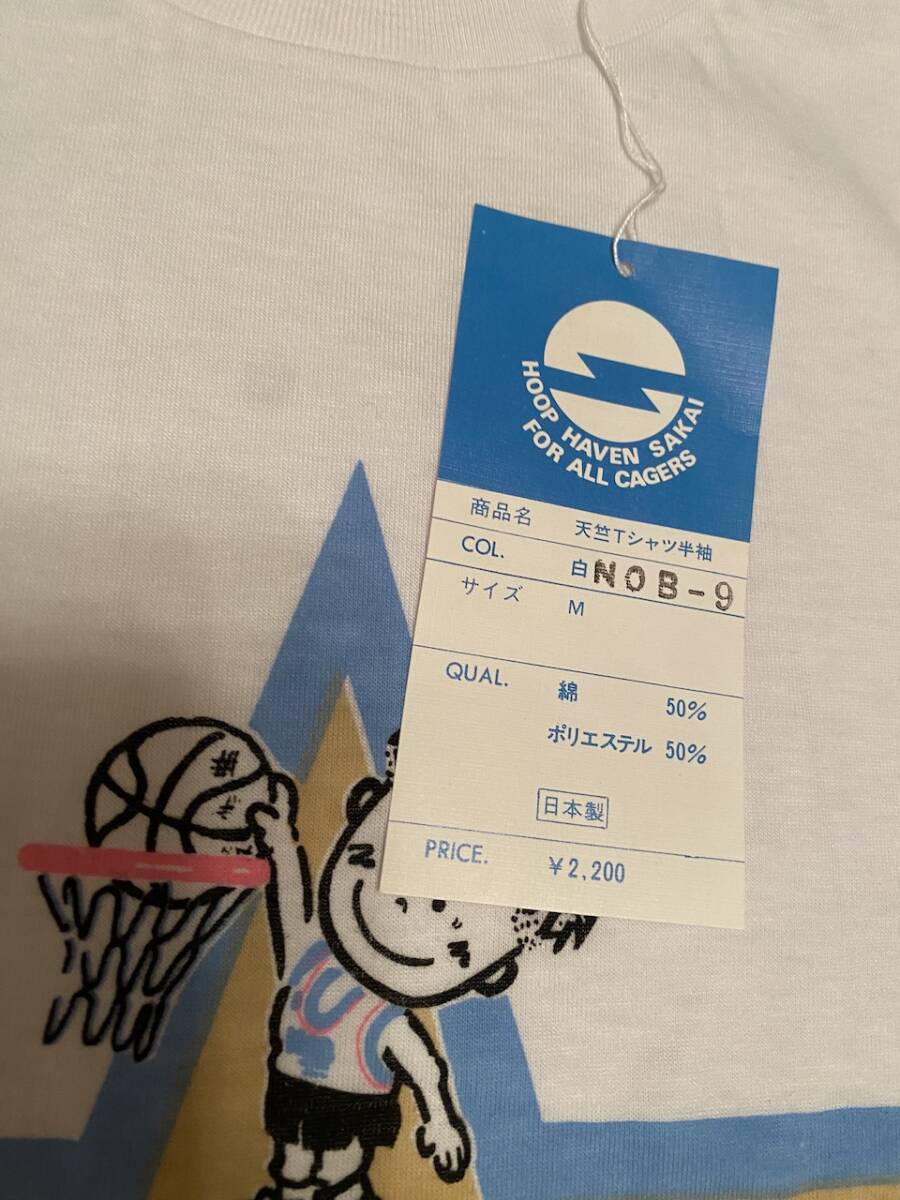 HOOP HAVEN SAKAI
FOR ALL CAGERS
商品名 天竺Tシャツ半袖
COL. 白 NOB-9
サイズ M
QUAL. 綿 50%
ポリエステル 50%
日本製
PRICE. ¥2,200